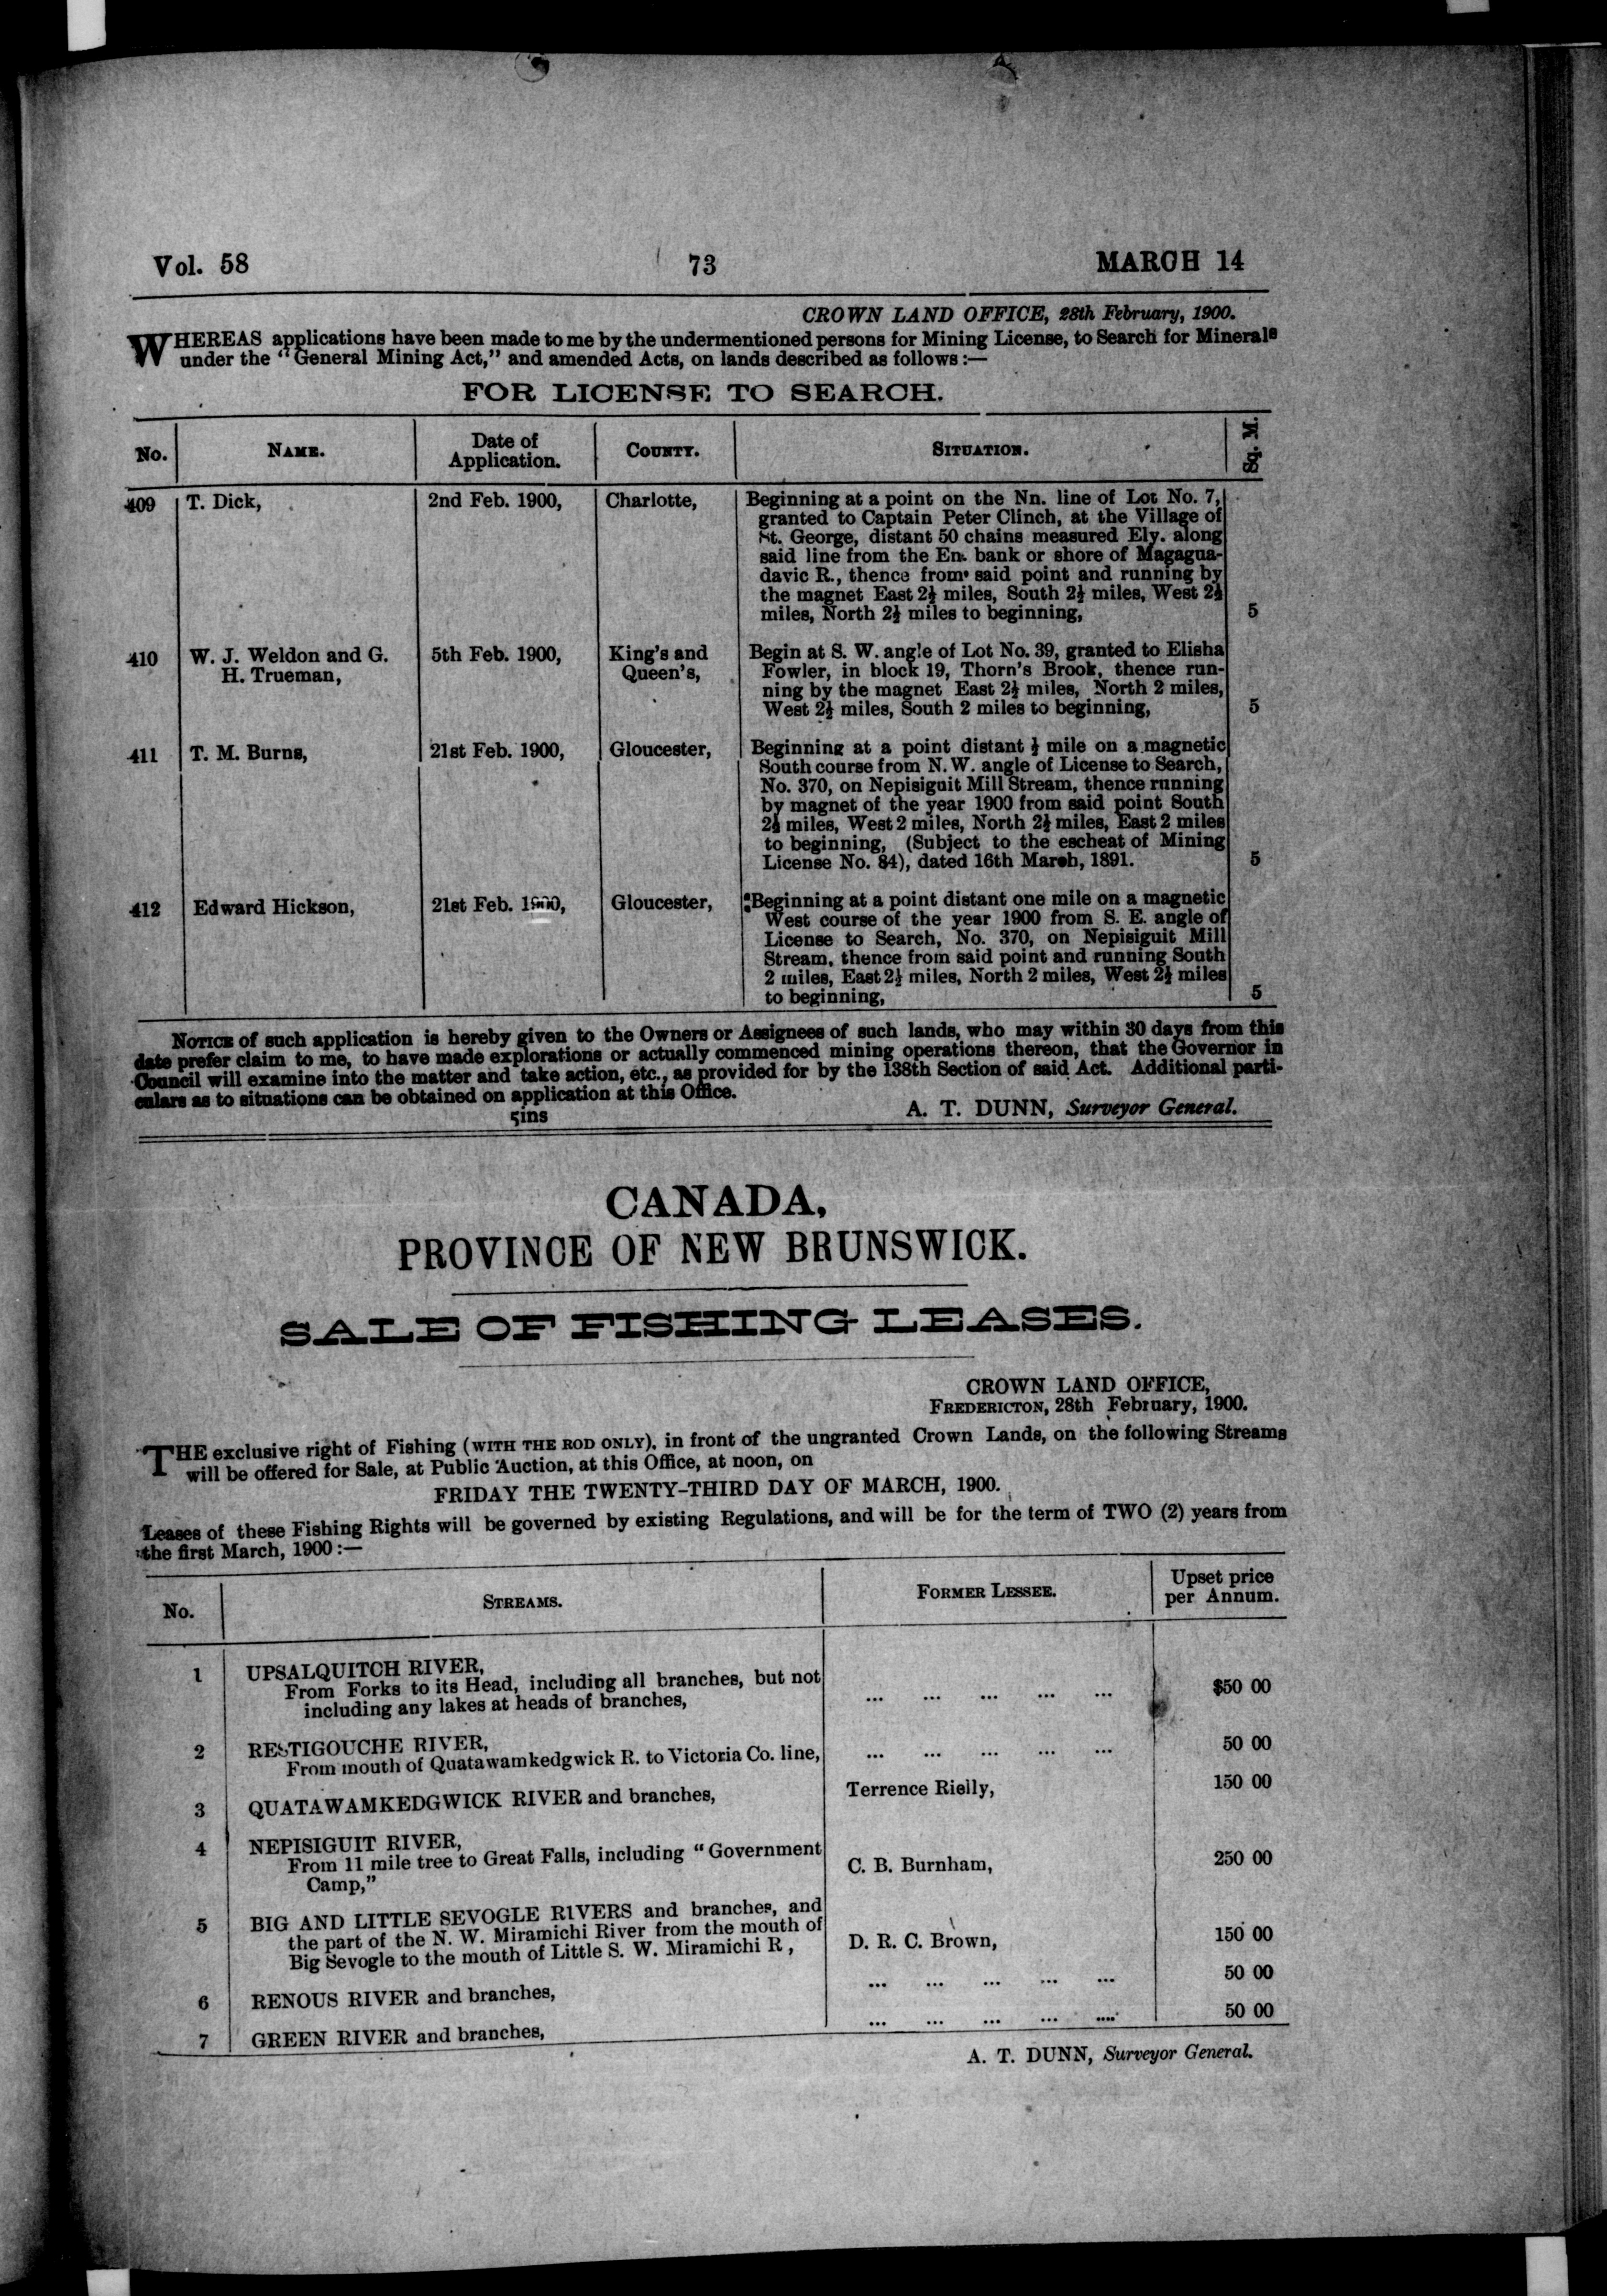 Vol. 58 73 MARCH 14
CROWN LAND OFFICE, 28th February, 1900.
WHEREAS applications have been made to me by the undermentioned persons for Mining License, to Search for Minerals
under the "General Mining Act," and amended Acts, on lands described as follows:—
FOR LICENSE TO SEARCH.
No. NAME. Date of Application. COUNTY. SITUATION. Sq. M.
409 T. Dick, 2nd Feb. 1900, Charlotte, Beginning at a point on the Nn. line of Lot No. 7,
granted to Captain Peter Clinch, at the Village of
St. George, distant 50 chains measured Ely. along
said line from the En. bank or shore of Magagua-
davic R., thence from said point and running by
the magnet East 2½ miles, South 2½ miles, West 2½
miles, North 2½ miles to beginning, 5
410 W. J. Weldon and G. 5th Feb. 1900, King's and Begin at S. W. angle of Lot No. 39, granted to Elisha
H. Trueman, Queen's, Fowler, in block 19, Thorn's Brook, thence run-
ning by the magnet East 2½ miles, North 2 miles,
West 2½ miles, South 2 miles to beginning, 5
411 T. M. Burns, 21st Feb. 1900, Gloucester, Beginning at a point distant ½ mile on a magnetic
South course from N. W. angle of License to Search,
No. 370, on Nepisiguit Mill Stream, thence running
by magnet of the year 1900 from said point South
2½ miles, West 2 miles, North 2½ miles, East 2 miles
to beginning, (Subject to the escheat of Mining
License No. 84), dated 16th March, 1891. 5
412 Edward Hickson, 21st Feb. 1900, Gloucester, Beginning at a point distant one mile on a magnetic
West course of the year 1900 from S. E. angle of
License to Search, No. 370, on Nepisiguit Mill
Stream, thence from said point and running South
2 miles, East 2½ miles, North 2 miles, West 2½ miles
to beginning, 5
NOTICE of such application is hereby given to the Owners or Assignees of such lands, who may within 30 days from this
date prefer claim to me, to have made explorations or actually commenced mining operations thereon, that the Governor in
Council will examine into the matter and take action, etc., as provided for by the 138th Section of said Act. Additional parti-
culars as to situations can be obtained on application at this Office.
5ins A. T. DUNN, Surveyor General.
CANADA,
PROVINCE OF NEW BRUNSWICK.
SALE OF FISHING LEASES.
CROWN LAND OFFICE,
FREDERICTON, 28th February, 1900.
THE exclusive right of Fishing (WITH THE ROD ONLY), in front of the ungranted Crown Lands, on the following Streams
will be offered for Sale, at Public Auction, at this Office, at noon, on
FRIDAY THE TWENTY-THIRD DAY OF MARCH, 1900.
Leases of these Fishing Rights will be governed by existing Regulations, and will be for the term of TWO (2) years from
the first March, 1900:—
No. STREAMS. FORMER LESSEE. Upset price per Annum.
1 UPSALQUITCH RIVER,
From Forks to its Head, including all branches, but not
including any lakes at heads of branches, ... ... ... ... ... $50 00
2 RESTIGOUCHE RIVER,
From mouth of Quatawamkedgwick R. to Victoria Co. line, ... ... ... ... ... 50 00
3 QUATAWAMKEDGWICK RIVER and branches, Terrence Rielly, 150 00
4 NEPISIGUIT RIVER,
From 11 mile tree to Great Falls, including "Government
Camp," C. B. Burnham, 250 00
5 BIG AND LITTLE SEVOGLE RIVERS and branches, and
the part of the N. W. Miramichi River from the mouth of
Big Sevogle to the mouth of Little S. W. Miramichi R, D. R. C. Brown, 150 00
6 RENOUS RIVER and branches, ... ... ... ... ... 50 00
7 GREEN RIVER and branches, ... ... ... ... .... 50 00
A. T. DUNN, Surveyor General.